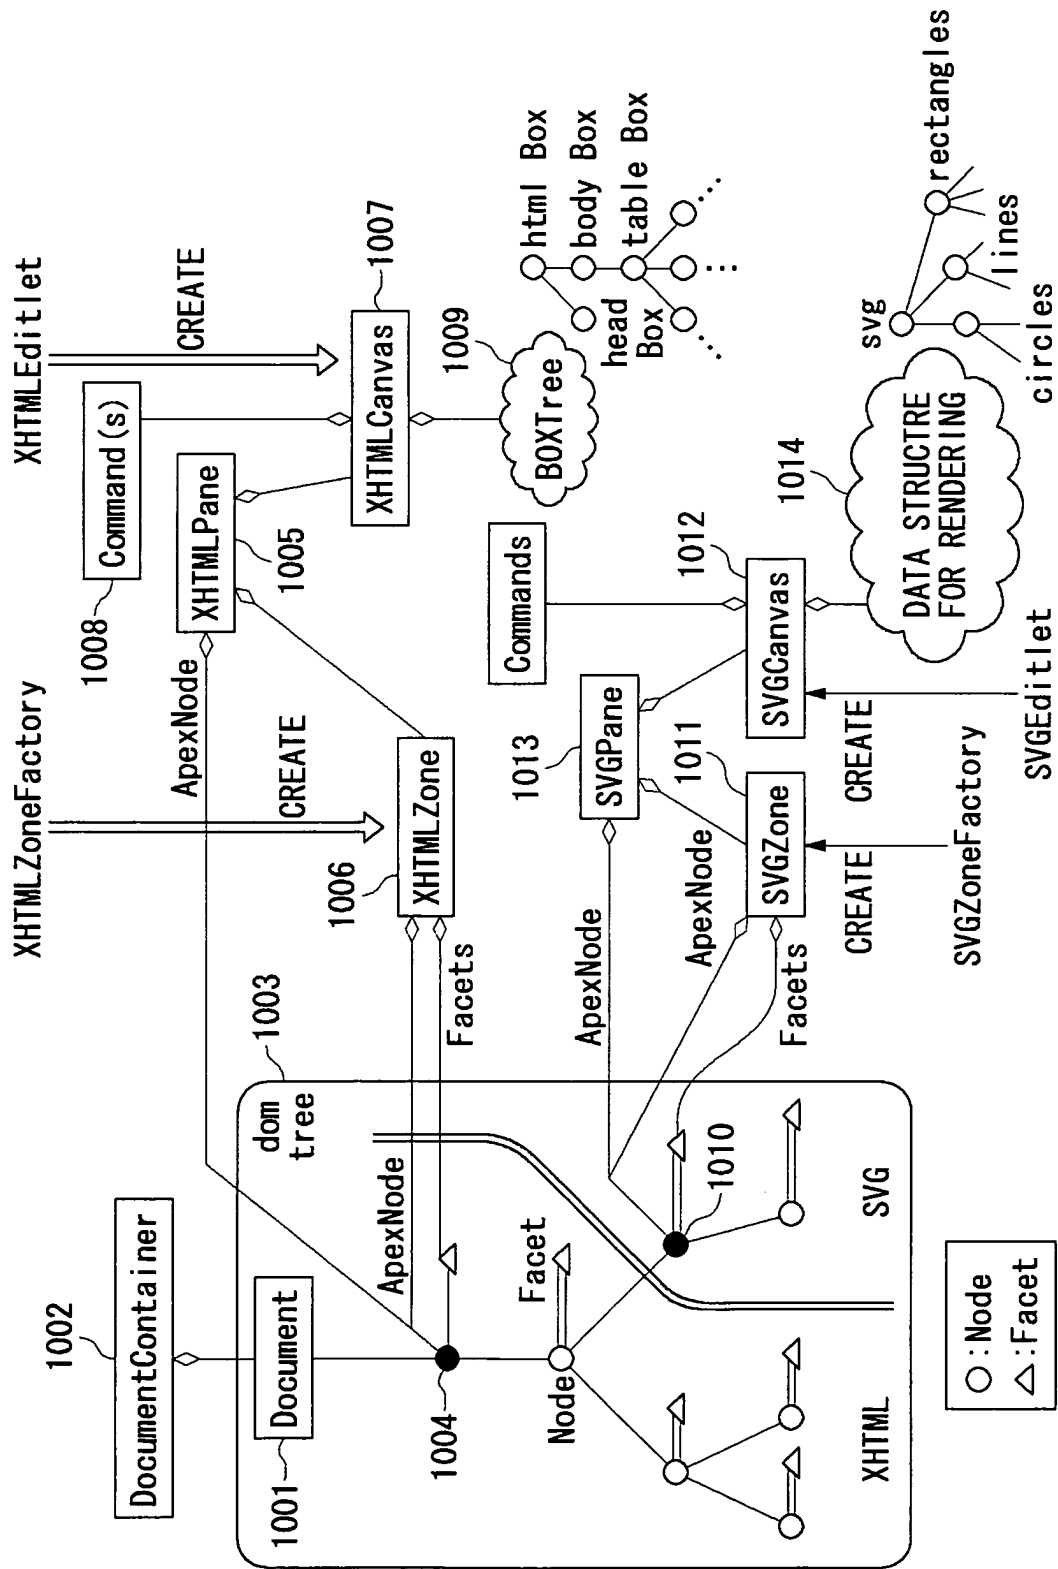 XHTMLZoneFactory
XHTMLEditlet
1008
Command(s)
CREATE
1002
DocumentContainer
ApexNode
XHTMLPane
1005
CREATE
1007
XHTMLCanvas
1009
BOXTree
html Box
body Box
table Box
head
Box
...
...
...
1001
Document
dom
tree
1003
1006
XHTMLZone
ApexNode
Facets
1004
Node
Facet
1010
XHTML
SVG
ApexNode
ApexNode
Facets
1013
SVGPane
Commands
1011
SVGZone
1012
SVGCanvas
1014
DATA STRUCTRE
FOR RENDERING
svg
rectangles
lines
circles
CREATE
CREATE
SVGZoneFactory
SVGEditlet
:Node
:Facet